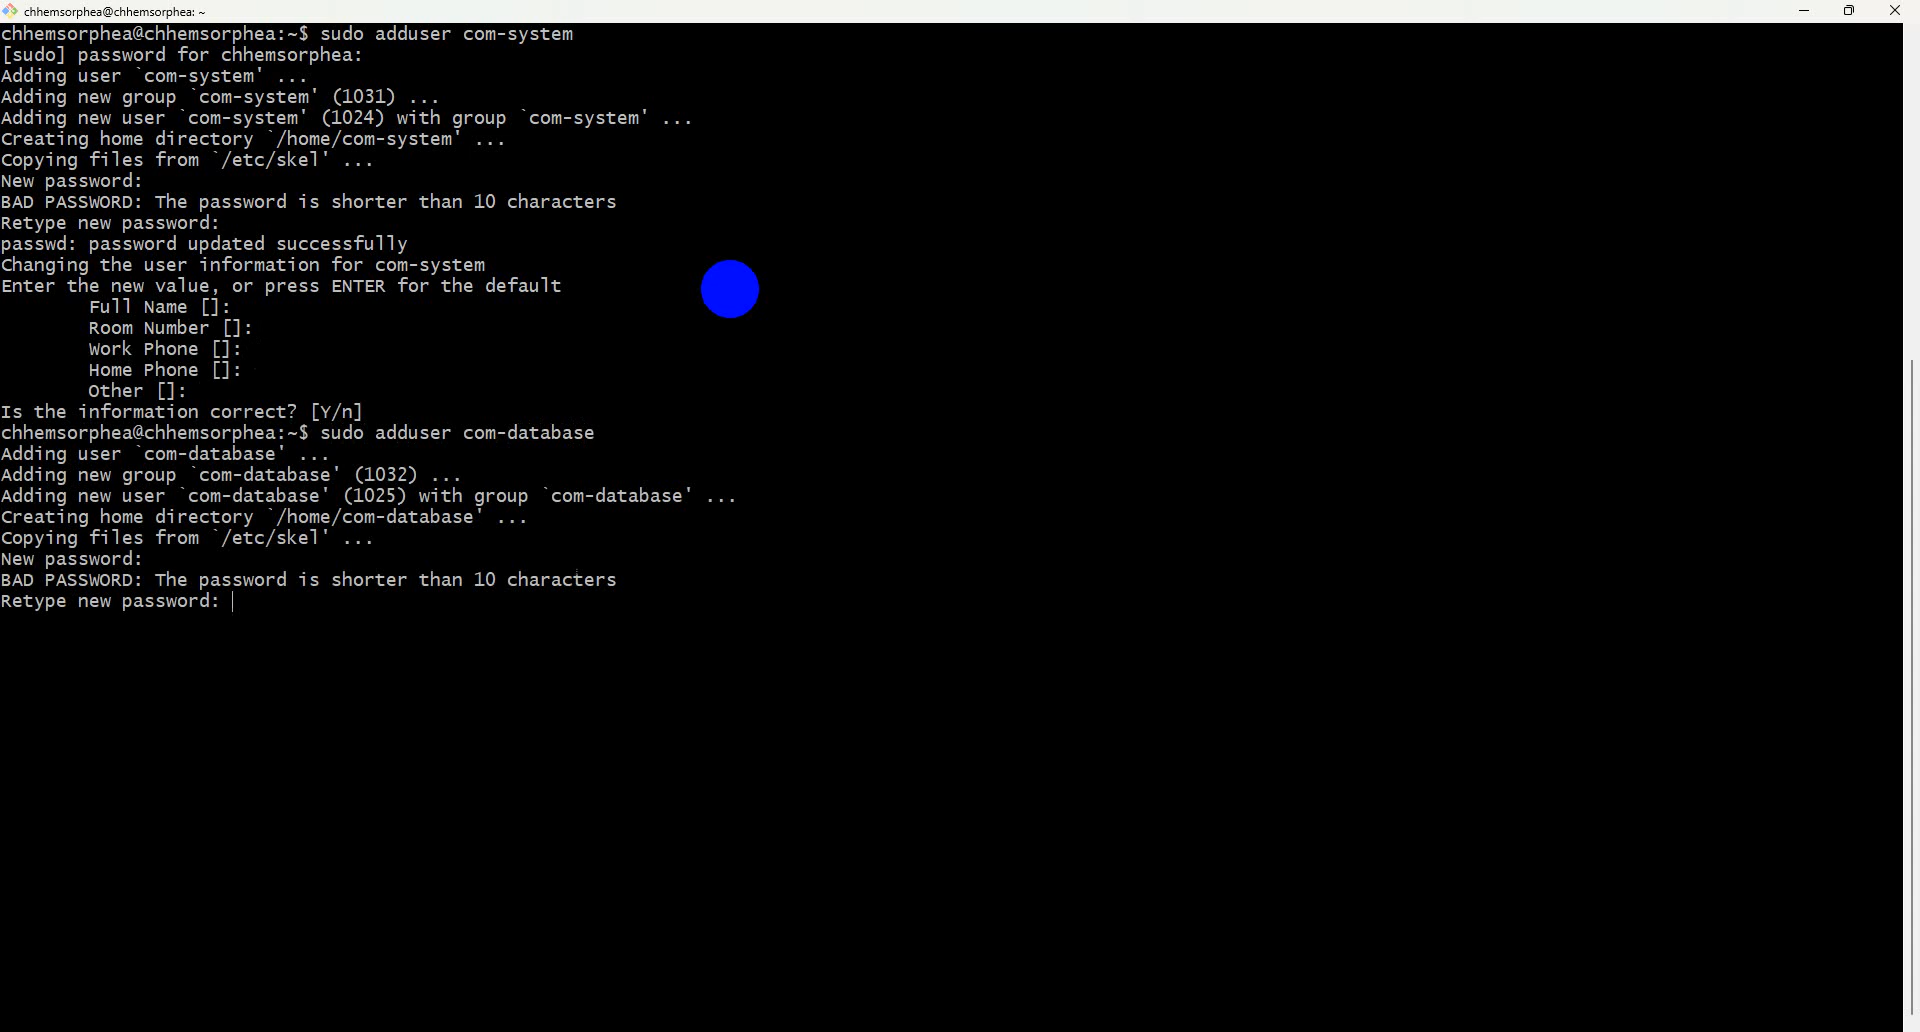 chhemsorphea@chhemsorphea: ~
chhemsorphea@chhemsorphea:~$ sudo adduser com-system
[sudo] password for chhemsorphea:
Adding user `com-system' ...
Adding new group `com-system' (1031) ...
Adding new user `com-system' (1024) with group `com-system' ...
Creating home directory `/home/com-system' ...
Copying files from `/etc/skel' ...
New password:
BAD PASSWORD: The password is shorter than 10 characters
Retype new password:
passwd: password updated successfully
Changing the user information for com-system
Enter the new value, or press ENTER for the default
Full Name []:
Room Number []:
Work Phone []:
Home Phone []:
Other []:
Is the information correct? [Y/n]
chhemsorphea@chhemsorphea:~$ sudo adduser com-database
Adding user `com-database' ...
Adding new group `com-database' (1032) ...
Adding new user `com-database' (1025) with group `com-database' ...
Creating home directory `/home/com-database' ...
Copying files from `/etc/skel' ...
New password:
BAD PASSWORD: The password is shorter than 10 characters
Retype new password: